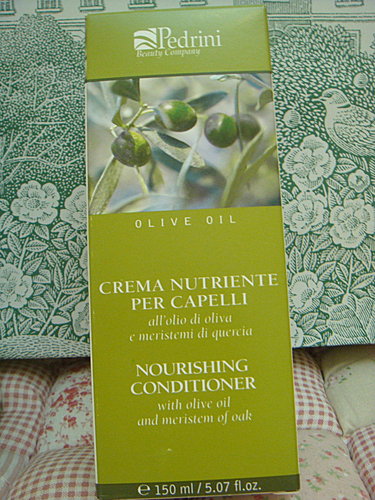 Pedrini
Beauty Company
OLIVE OIL
CREMA NUTRIENTE
PER CAPELLI
all'olio di oliva
e meristemi di quercia
NOURISHING
CONDITIONER
with olive oil
and meristem of oak
e 150 ml / 5.07 fl.oz.